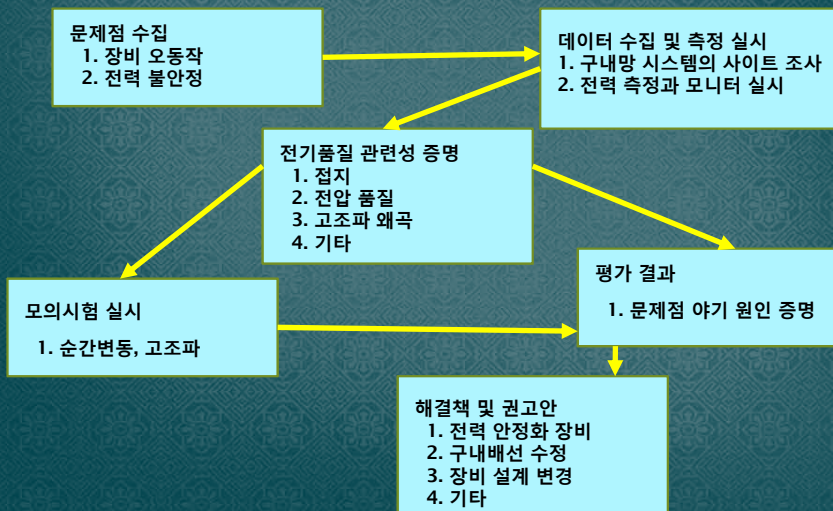 문제점 수집
1. 장비 오동작
2. 전력 불안정
데이터 수집 및 측정 실시
1. 구내망 시스템의 사이트 조사
2. 전력 측정과 모니터 실시
전기품질 관련성 증명
1. 접지
2. 전압 품질
3. 고조파 왜곡
4. 기타
모의시험 실시
1. 순간변동, 고조파
평가 결과
1. 문제점 야기 원인 증명
해결책 및 권고안
1. 전력 안정화 장비
2. 구내배선 수정
3. 장비 설계 변경
4. 기타